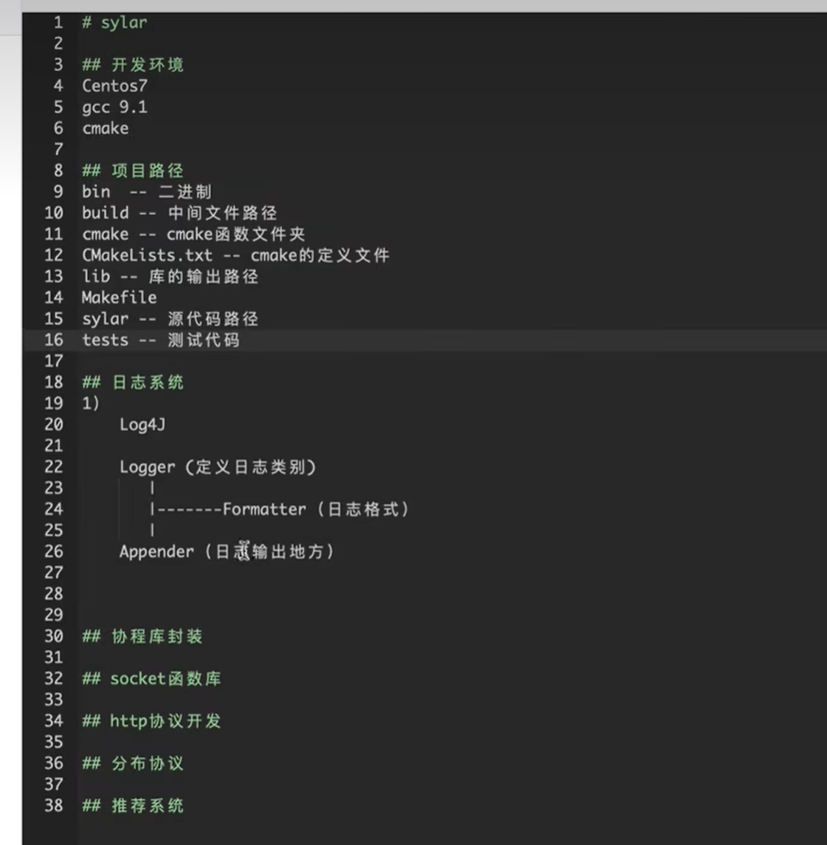 1 # sylar
2
3 ## 开发环境
4 Centos7
5 gcc 9.1
6 cmake
7
8 ## 项目路径
9 bin  -- 二进制
10 build -- 中间文件路径
11 cmake -- cmake函数文件夹
12 CMakeLists.txt -- cmake的定义文件
13 lib -- 库的输出路径
14 Makefile
15 sylar -- 源代码路径
16 tests -- 测试代码
17
18 ## 日志系统
19 1)
20     Log4J
21
22     Logger (定义日志类别)
23        |
24        |-------Formatter (日志格式)
25        |
26     Appender (日志输出地方)
27
28
29
30 ## 协程库封装
31
32 ## socket函数库
33
34 ## http协议开发
35
36 ## 分布协议
37
38 ## 推荐系统